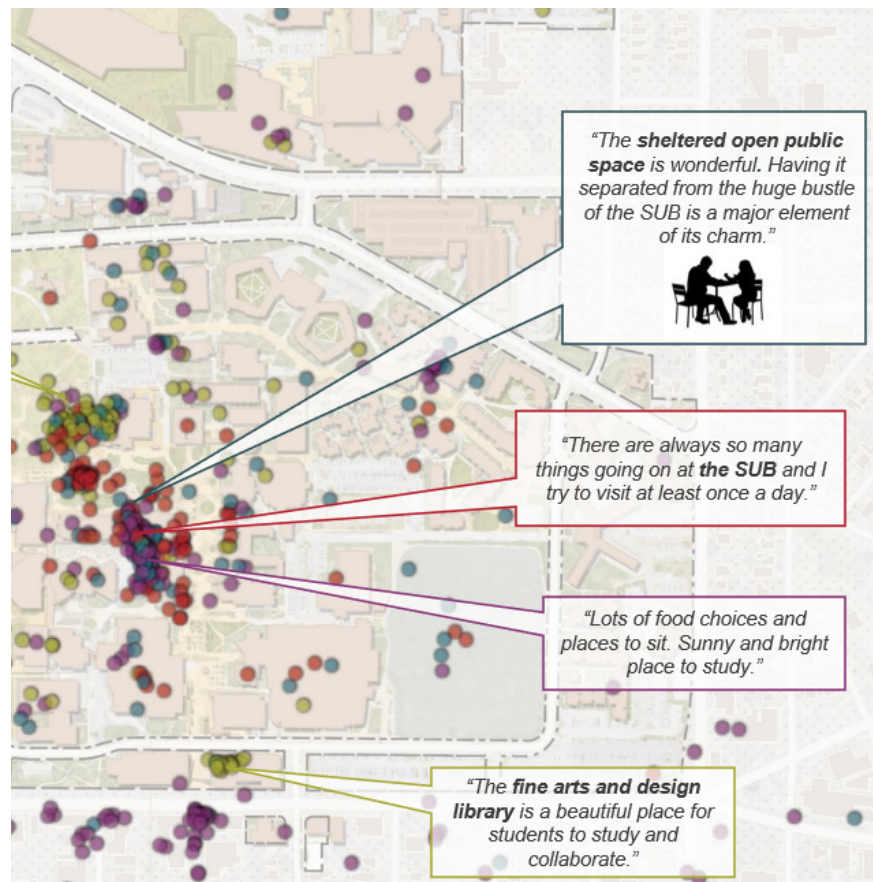 “The sheltered open public
space is wonderful. Having it
separated from the huge bustle
of the SUB is a major element
of its charm.”
“There are always so many
things going on at the SUB and I
try to visit at least once a day.”
“Lots of food choices and
places to sit. Sunny and bright
place to study.”
“The fine arts and design
library is a beautiful place for
students to study and
collaborate.”